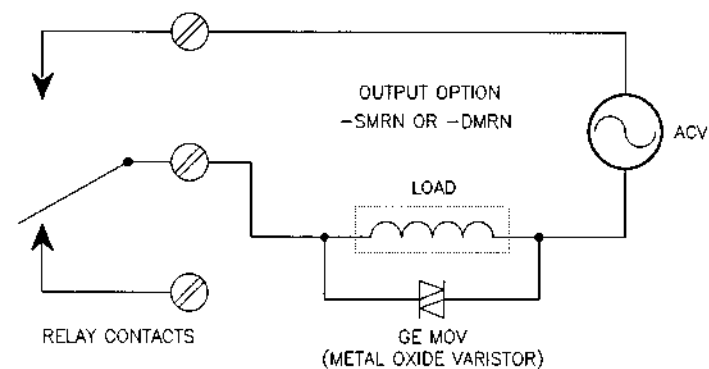 OUTPUT OPTION
-SMRN OR -DMRN
ACV
LOAD
RELAY CONTACTS
GE MOV
(METAL OXIDE VARISTOR)